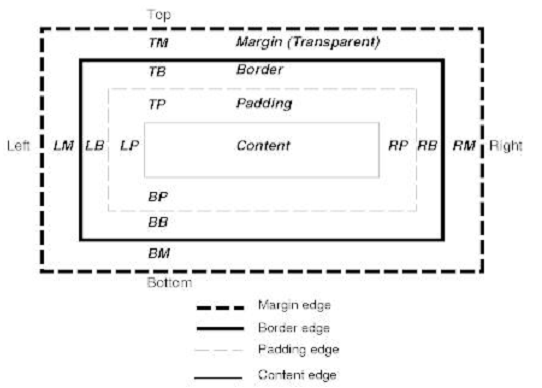 Top
TM Margin (Transparent)
TB Border
TP Padding
Left LM LB LP Content RP RB RM Right
BP
BB
BM
Bottom
Margin edge
Border edge
Padding edge
Content edge